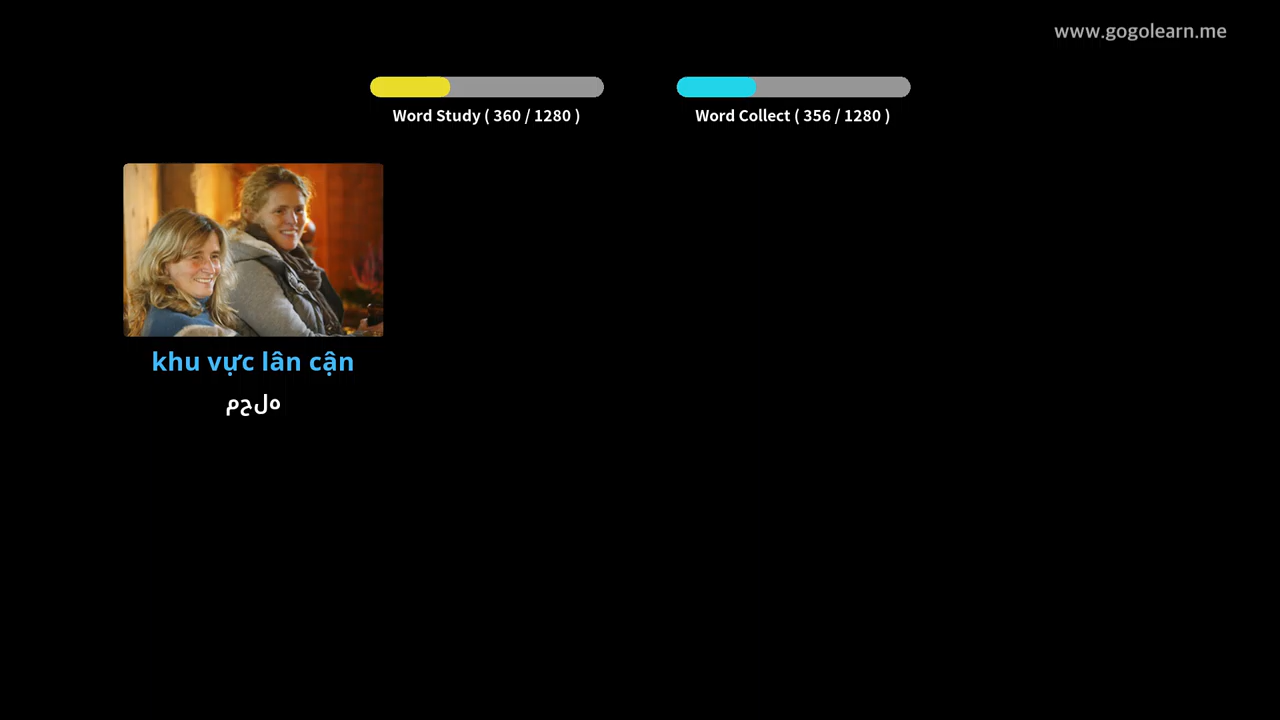 www.gogolearn.me
Word Study ( 360 / 1280 )
Word Collect ( 356 / 1280 )
khu vực lân cận
محله